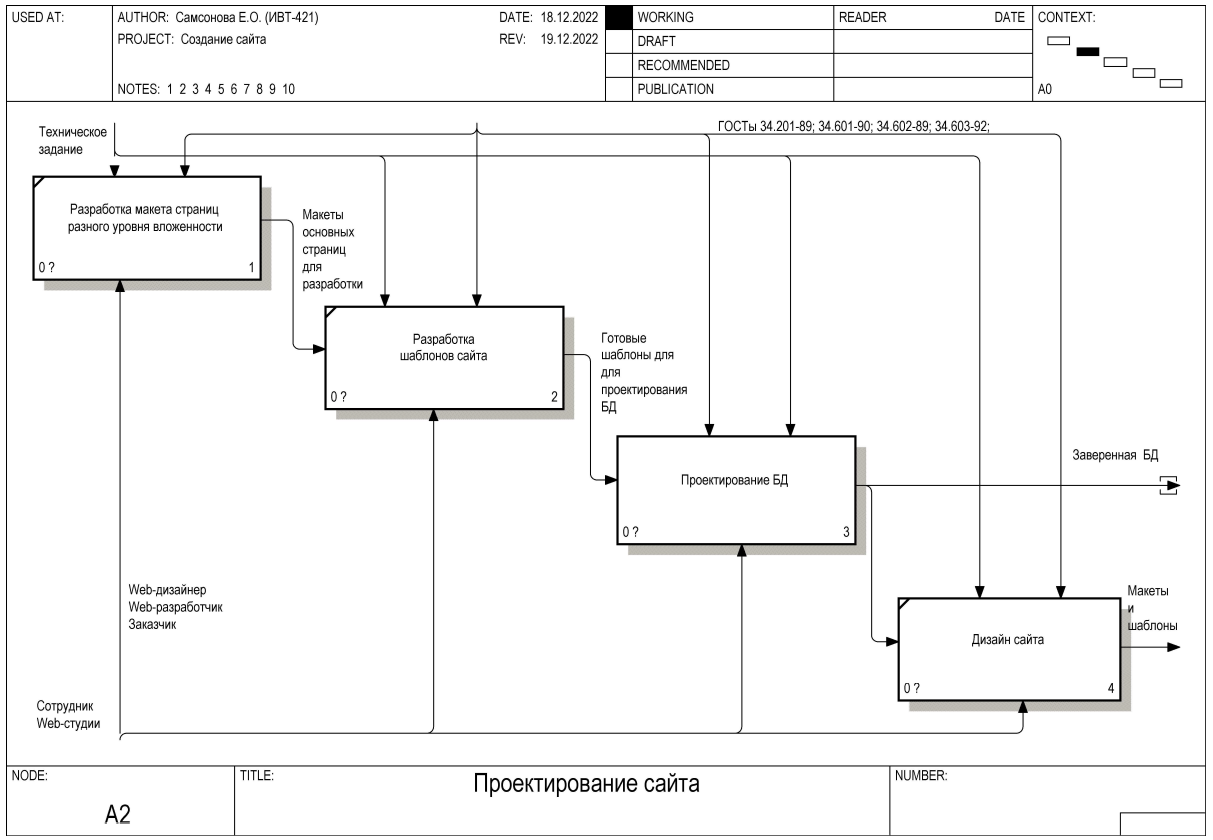 USED AT:
AUTHOR: Самсонова Е.О. (ИВТ-421)
DATE: 18.12.2022
PROJECT: Создание сайта
REV: 19.12.2022
NOTES: 1 2 3 4 5 6 7 8 9 10
WORKING
DRAFT
RECOMMENDED
PUBLICATION
READER
DATE
CONTEXT:
A0
Техническое
задание
ГОСТы 34.201-89; 34.601-90; 34.602-89; 34.603-92;
Разработка макета страниц
разного уровня вложенности
0 ?
1
Макеты
основных
страниц
для
разработки
Разработка
шаблонов сайта
0 ?
2
Готовые
шаблоны для
для
проектирования
БД
Проектирование БД
0 ?
3
Заверенная БД
Дизайн сайта
0 ?
4
Макеты
и
шаблоны
Web-дизайнер
Web-разработчик
Заказчик
Сотрудник
Web-студии
NODE:
A2
TITLE:
Проектирование сайта
NUMBER: